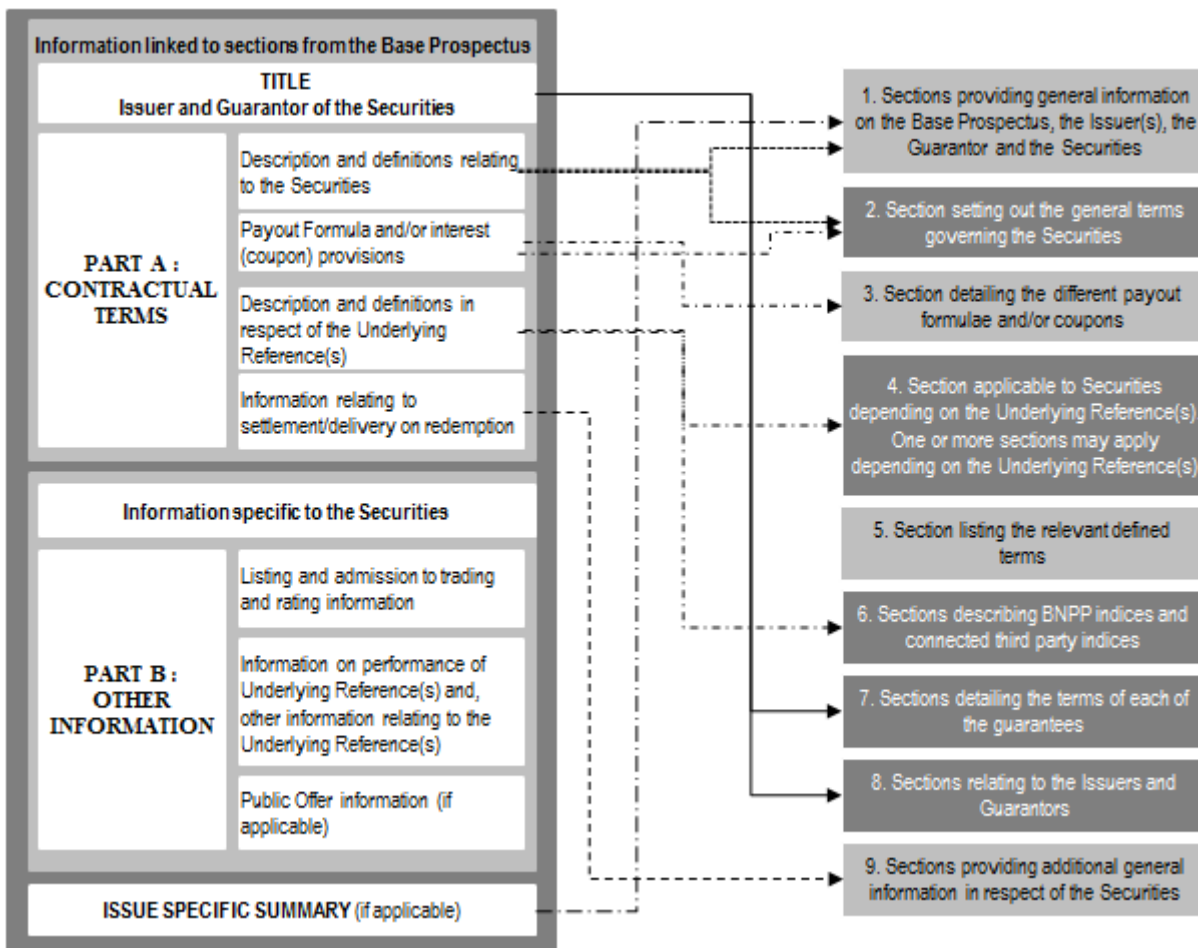 Information linked to sections from the Base Prospectus
TITLE
Issuer and Guarantor of the Securities
PART A :
CONTRACTUAL
TERMS
Description and definitions relating
to the Securities
Payout Formula and/or interest
(coupon) provisions
Description and definitions in
respect of the Underlying
Reference(s)
Information relating to
settlement/delivery on redemption
Information specific to the Securities
PART B :
OTHER
INFORMATION
Listing and admission to trading
and rating information
Information on performance of
Underlying Reference(s) and,
other information relating to the
Underlying Reference(s)
Public Offer information (if
applicable)
ISSUE SPECIFIC SUMMARY (if applicable)
1. Sections providing general information
on the Base Prospectus, the Issuer(s), the
Guarantor and the Securities
2. Section setting out the general terms
governing the Securities
3. Section detailing the different payout
formulae and/or coupons
4. Section applicable to Securities
depending on the Underlying Reference(s)
One or more sections may apply
depending on the Underlying Reference(s)
5. Section listing the relevant defined
terms
6. Sections describing BNPP indices and
connected third party indices
7. Sections detailing the terms of each of
the guarantees
8. Sections relating to the Issuers and
Guarantors
9. Sections providing additional general
information in respect of the Securities